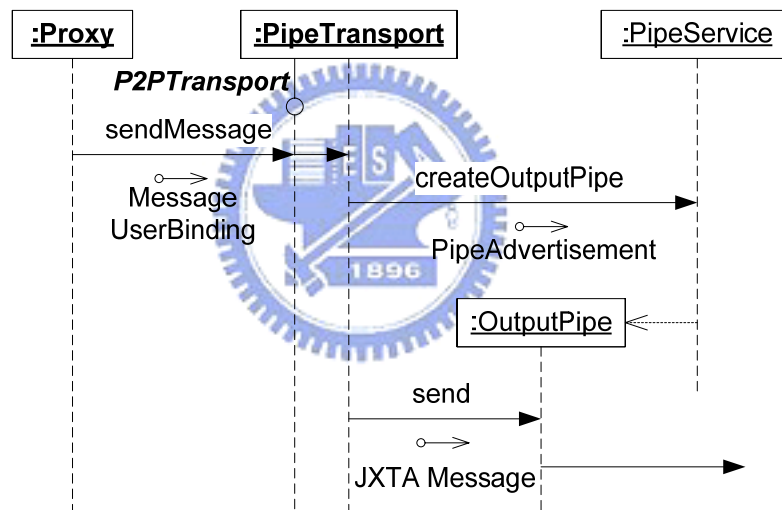 :Proxy
:PipeTransport
:PipeService
P2PTransport
sendMessage
Message
UserBinding
createOutputPipe
PipeAdvertisement
S
1896
:OutputPipe
send
JXTA Message